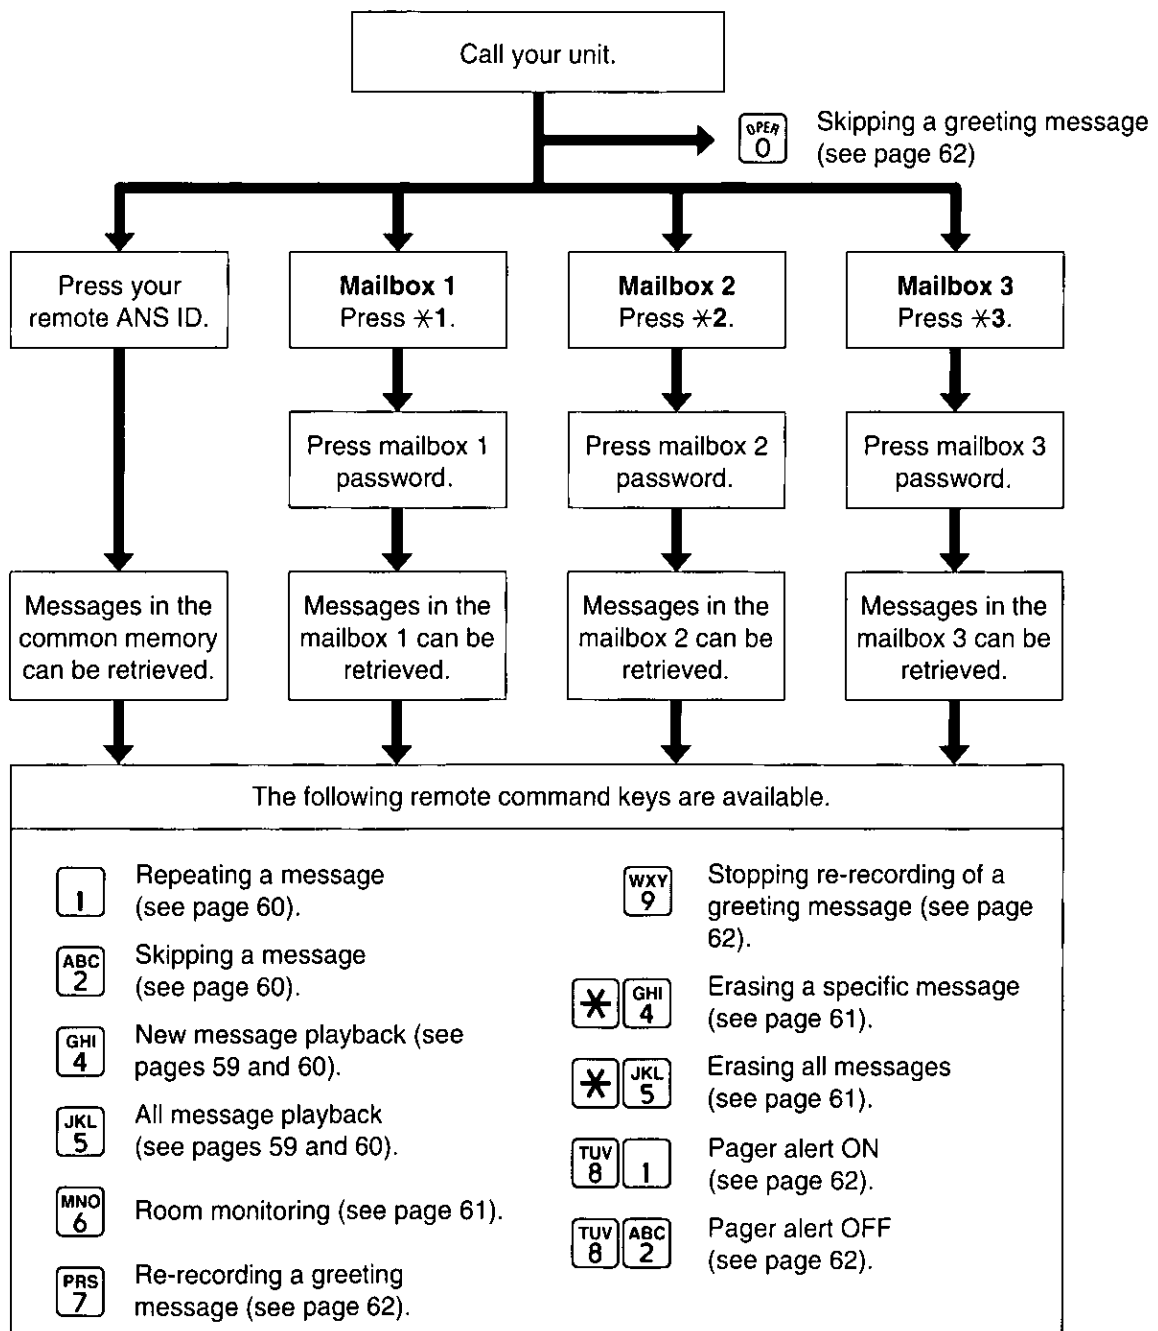 Call your unit.
OPER
0
Skipping a greeting message
(see page 62)
Press your
remote ANS ID.
Mailbox 1
Press *1.
Mailbox 2
Press *2.
Mailbox 3
Press *3.
Press mailbox 1
password.
Press mailbox 2
password.
Press mailbox 3
password.
Messages in the
common memory
can be retrieved.
Messages in the
mailbox 1 can be
retrieved.
Messages in the
mailbox 2 can be
retrieved.
Messages in the
mailbox 3 can be
retrieved.
The following remote command keys are available.
1
Repeating a message
(see page 60).
ABC
2
Skipping a message
(see page 60).
GHI
4
New message playback (see
pages 59 and 60).
JKL
5
All message playback
(see pages 59 and 60).
MNO
6
Room monitoring (see page 61).
PRS
7
Re-recording a greeting
message (see page 62).
WXY
9
Stopping re-recording of a
greeting message (see page
62).
* GHI
4
Erasing a specific message
(see page 61).
* JKL
5
Erasing all messages
(see page 61).
TUV
8 1
Pager alert ON
(see page 62).
TUV ABC
8 2
Pager alert OFF
(see page 62).